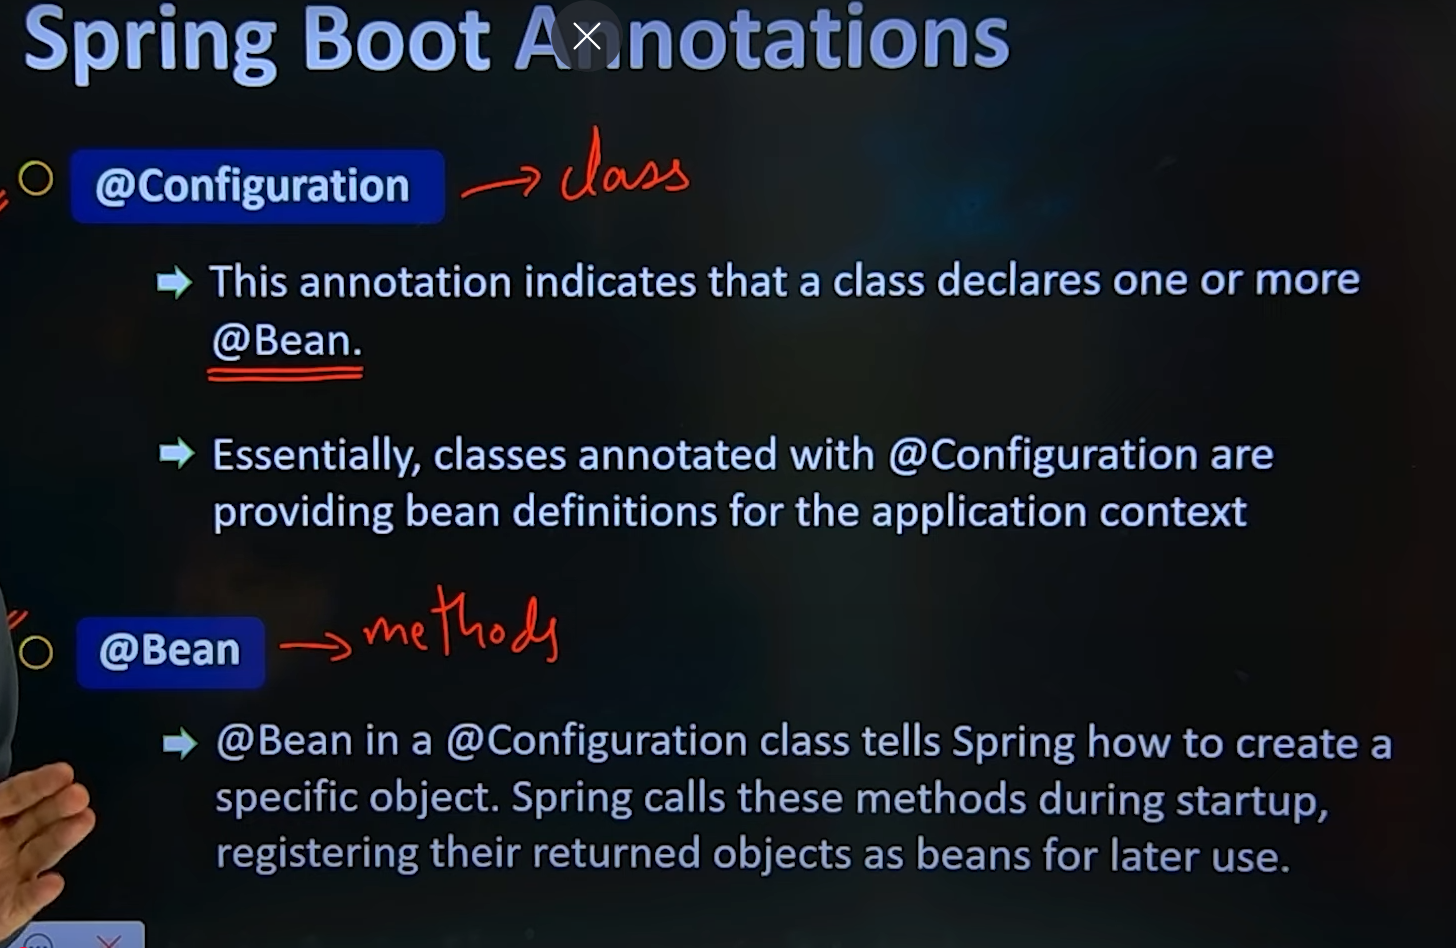 Spring Boot Annotations
@Configuration → class
This annotation indicates that a class declares one or more
@Bean.
Essentially, classes annotated with @Configuration are
providing bean definitions for the application context
@Bean → methods
@Bean in a @Configuration class tells Spring how to create a
specific object. Spring calls these methods during startup,
registering their returned objects as beans for later use.